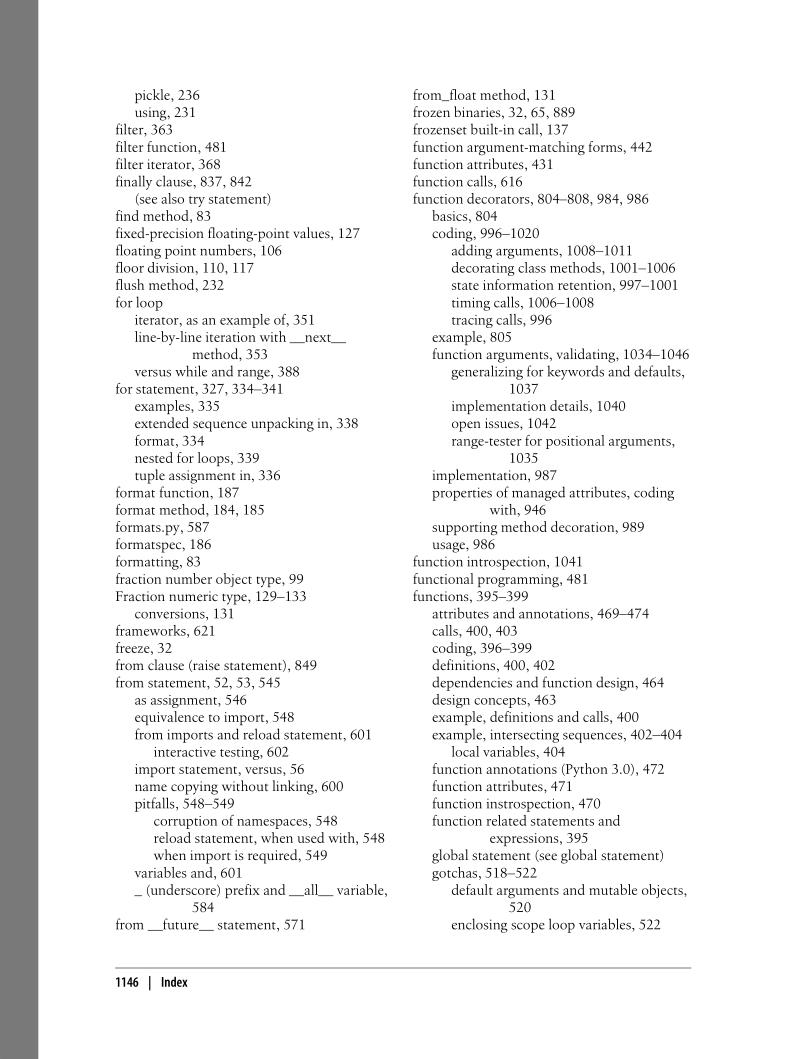 pickle, 236
using, 231
filter, 363
filter function, 481
filter iterator, 368
finally clause, 837, 842
(see also try statement)
find method, 83
fixed-precision floating-point values, 127
floating point numbers, 106
floor division, 110, 117
flush method, 232
for loop
iterator, as an example of, 351
line-by-line iteration with __next__
method, 353
versus while and range, 388
for statement, 327, 334–341
examples, 335
extended sequence unpacking in, 338
format, 334
nested for loops, 339
tuple assignment in, 336
format function, 187
format method, 184, 185
formats.py, 587
formatspec, 186
formatting, 83
fraction number object type, 99
Fraction numeric type, 129–133
conversions, 131
frameworks, 621
freeze, 32
from clause (raise statement), 849
from statement, 52, 53, 545
as assignment, 546
equivalence to import, 548
from imports and reload statement, 601
interactive testing, 602
import statement, versus, 56
name copying without linking, 600
pitfalls, 548–549
corruption of namespaces, 548
reload statement, when used with, 548
when import is required, 549
variables and, 601
_ (underscore) prefix and __all__ variable,
584
from __future__ statement, 571
from_float method, 131
frozen binaries, 32, 65, 889
frozenset built-in call, 137
function argument-matching forms, 442
function attributes, 431
function calls, 616
function decorators, 804–808, 984, 986
basics, 804
coding, 996–1020
adding arguments, 1008–1011
decorating class methods, 1001–1006
state information retention, 997–1001
timing calls, 1006–1008
tracing calls, 996
example, 805
function arguments, validating, 1034–1046
generalizing for keywords and defaults,
1037
implementation details, 1040
open issues, 1042
range-tester for positional arguments,
1035
implementation, 987
properties of managed attributes, coding
with, 946
supporting method decoration, 989
usage, 986
function introspection, 1041
functional programming, 481
functions, 395–399
attributes and annotations, 469–474
calls, 400, 403
coding, 396–399
definitions, 400, 402
dependencies and function design, 464
design concepts, 463
example, definitions and calls, 400
example, intersecting sequences, 402–404
local variables, 404
function annotations (Python 3.0), 472
function attributes, 471
function instrospection, 470
function related statements and
expressions, 395
global statement (see global statement)
gotchas, 518–522
default arguments and mutable objects,
520
enclosing scope loop variables, 522
1146 | Index